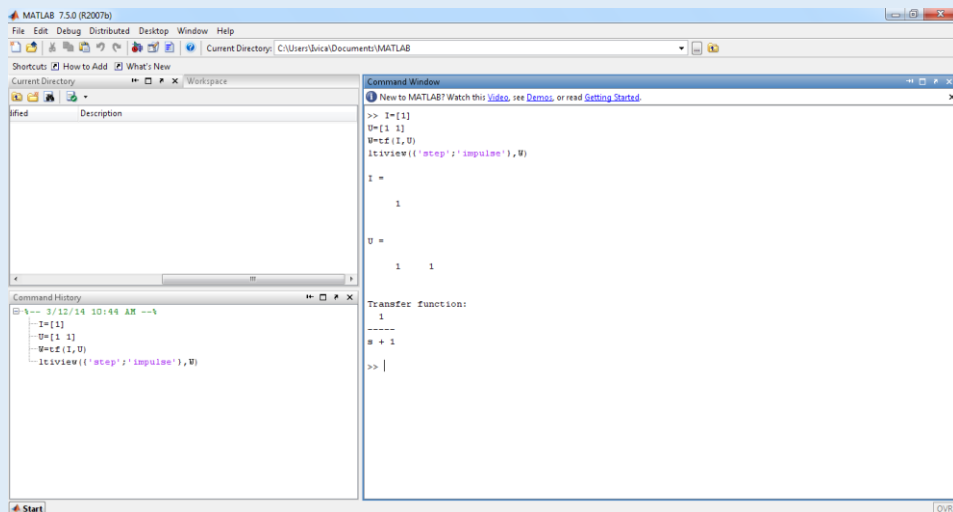 MATLAB 7.5.0 (R2007b)
File Edit Debug Distributed Desktop Window Help
Current Directory: C:\Users\Ivica\Documents\MATLAB
Shortcuts How to Add What's New
Current Directory Workspace
lified Description
Command History
%-- 3/12/14 10:44 AM --%
I=[1]
U=[1 1]
W=tf(I,U)
ltiview({'step';'impulse'},W)
Command Window
New to MATLAB? Watch this Video, see Demos, or read Getting Started.
>> I=[1]
U=[1 1]
W=tf(I,U)
ltiview({'step';'impulse'},W)
I =
1
U =
1 1
Transfer function:
1
-----
s + 1
>>
Start
OVR